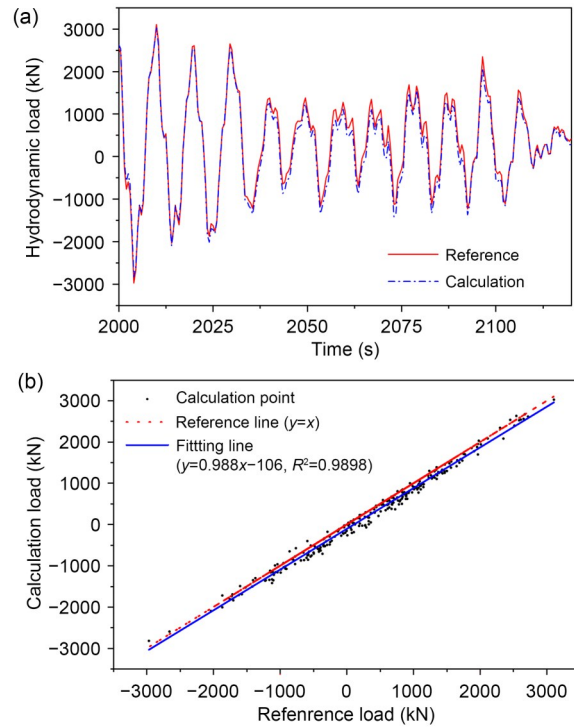 (a)
3000
2000
1000
0
−1000
−2000
−3000
Hydrodynamic load (kN)
Reference
Calculation
2000 2025 2050 2075 2100
Time (s)
(b)
3000
2000
1000
0
−1000
−2000
−3000
Calculation load (kN)
Calculation point
Reference line (y=x)
Fittting line
(y=0.988x−106, R²=0.9898)
−3000 −2000 −1000 0 1000 2000 3000
Refenrence load (kN)